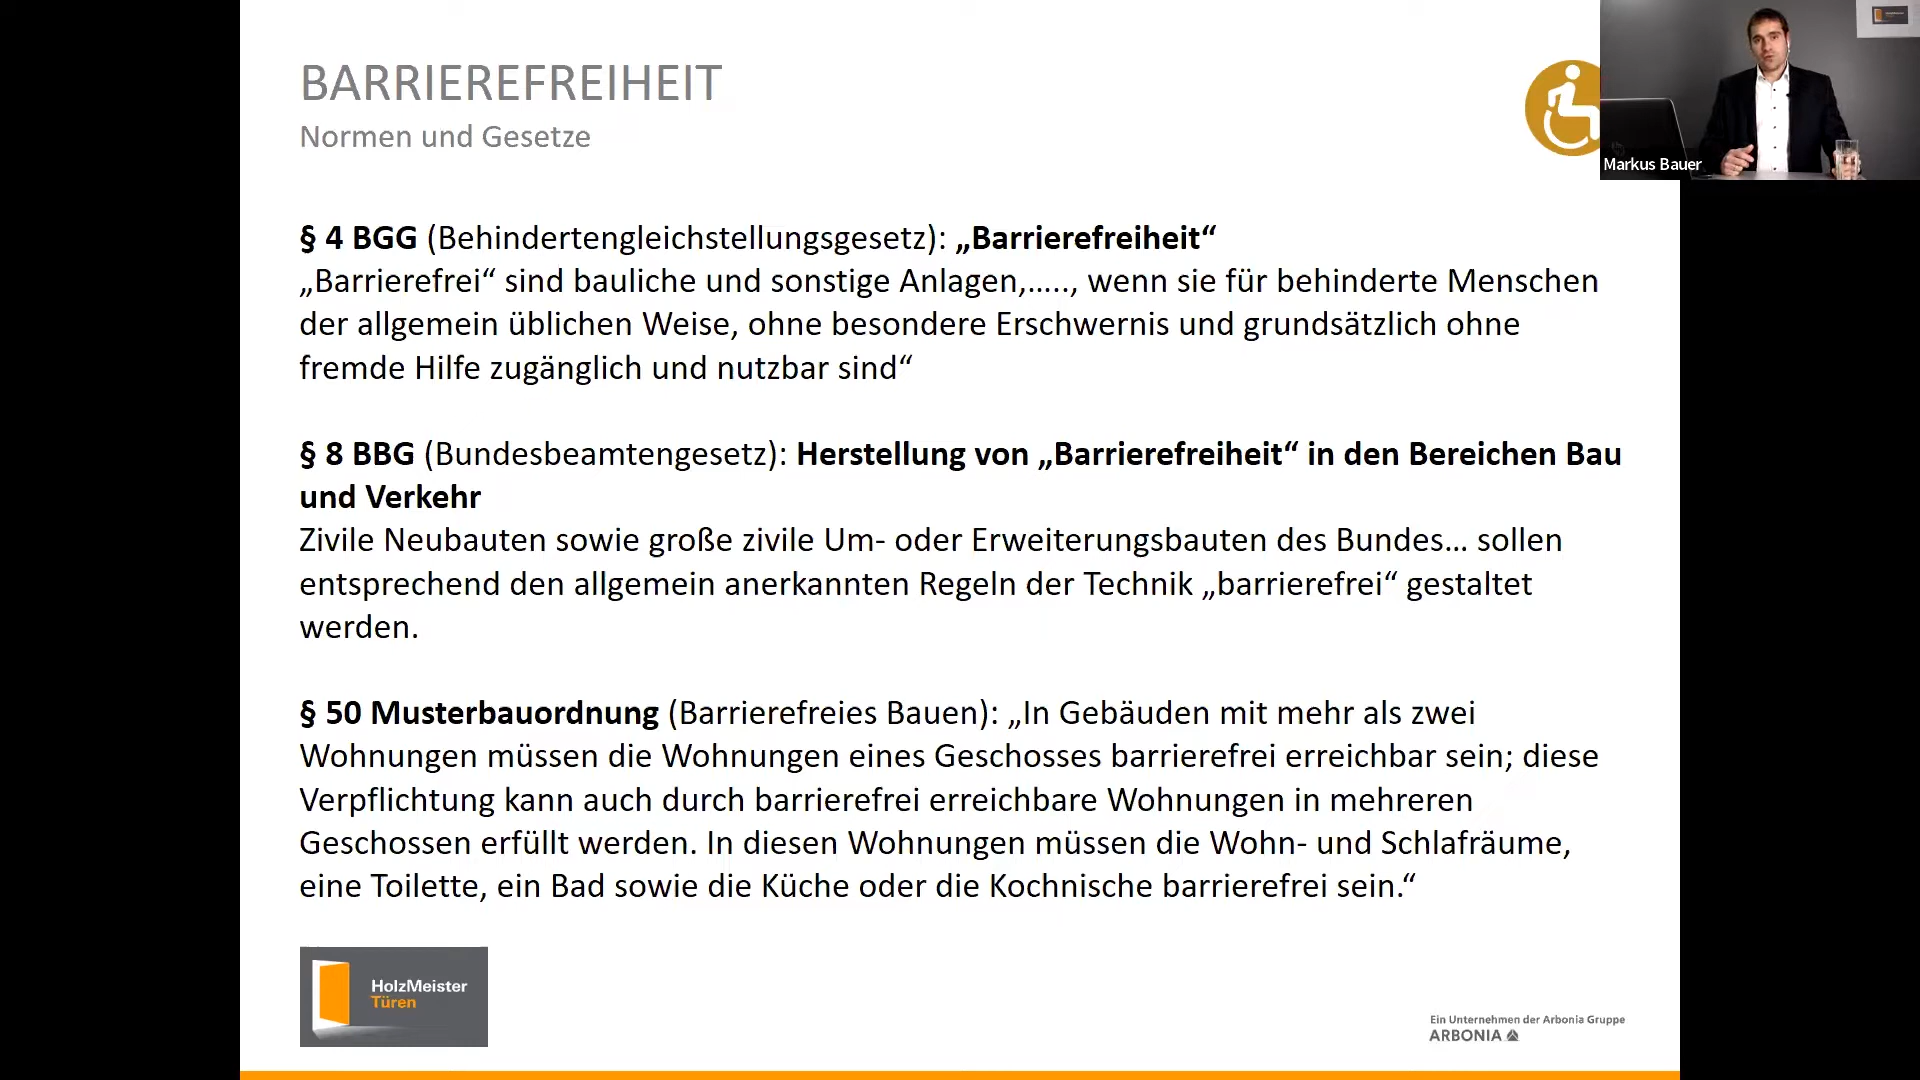 BARRIEREFREIHEIT
Normen und Gesetze
Markus Bauer
§ 4 BGG (Behindertengleichstellungsgesetz): „Barrierefreiheit“
„Barrierefrei“ sind bauliche und sonstige Anlagen,….., wenn sie für behinderte Menschen
der allgemein üblichen Weise, ohne besondere Erschwernis und grundsätzlich ohne
fremde Hilfe zugänglich und nutzbar sind“
§ 8 BBG (Bundesbeamtengesetz): Herstellung von „Barrierefreiheit“ in den Bereichen Bau
und Verkehr
Zivile Neubauten sowie große zivile Um- oder Erweiterungsbauten des Bundes… sollen
entsprechend den allgemein anerkannten Regeln der Technik „barrierefrei“ gestaltet
werden.
§ 50 Musterbauordnung (Barrierefreies Bauen): „In Gebäuden mit mehr als zwei
Wohnungen müssen die Wohnungen eines Geschosses barrierefrei erreichbar sein; diese
Verpflichtung kann auch durch barrierefrei erreichbare Wohnungen in mehreren
Geschossen erfüllt werden. In diesen Wohnungen müssen die Wohn- und Schlafräume,
eine Toilette, ein Bad sowie die Küche oder die Kochnische barrierefrei sein.“
HolzMeister
Türen
Ein Unternehmen der Arbonia Gruppe
ARBONIA